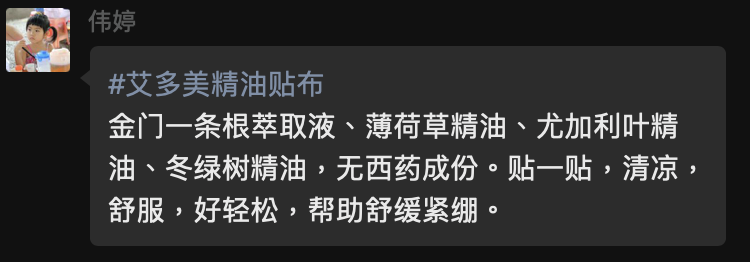 伟婷
#艾多美精油贴布
金门一条根萃取液、薄荷草精油、尤加利叶精
油、冬绿树精油，无西药成份。贴一贴，清凉，
舒服，好轻松，帮助舒缓紧绷。